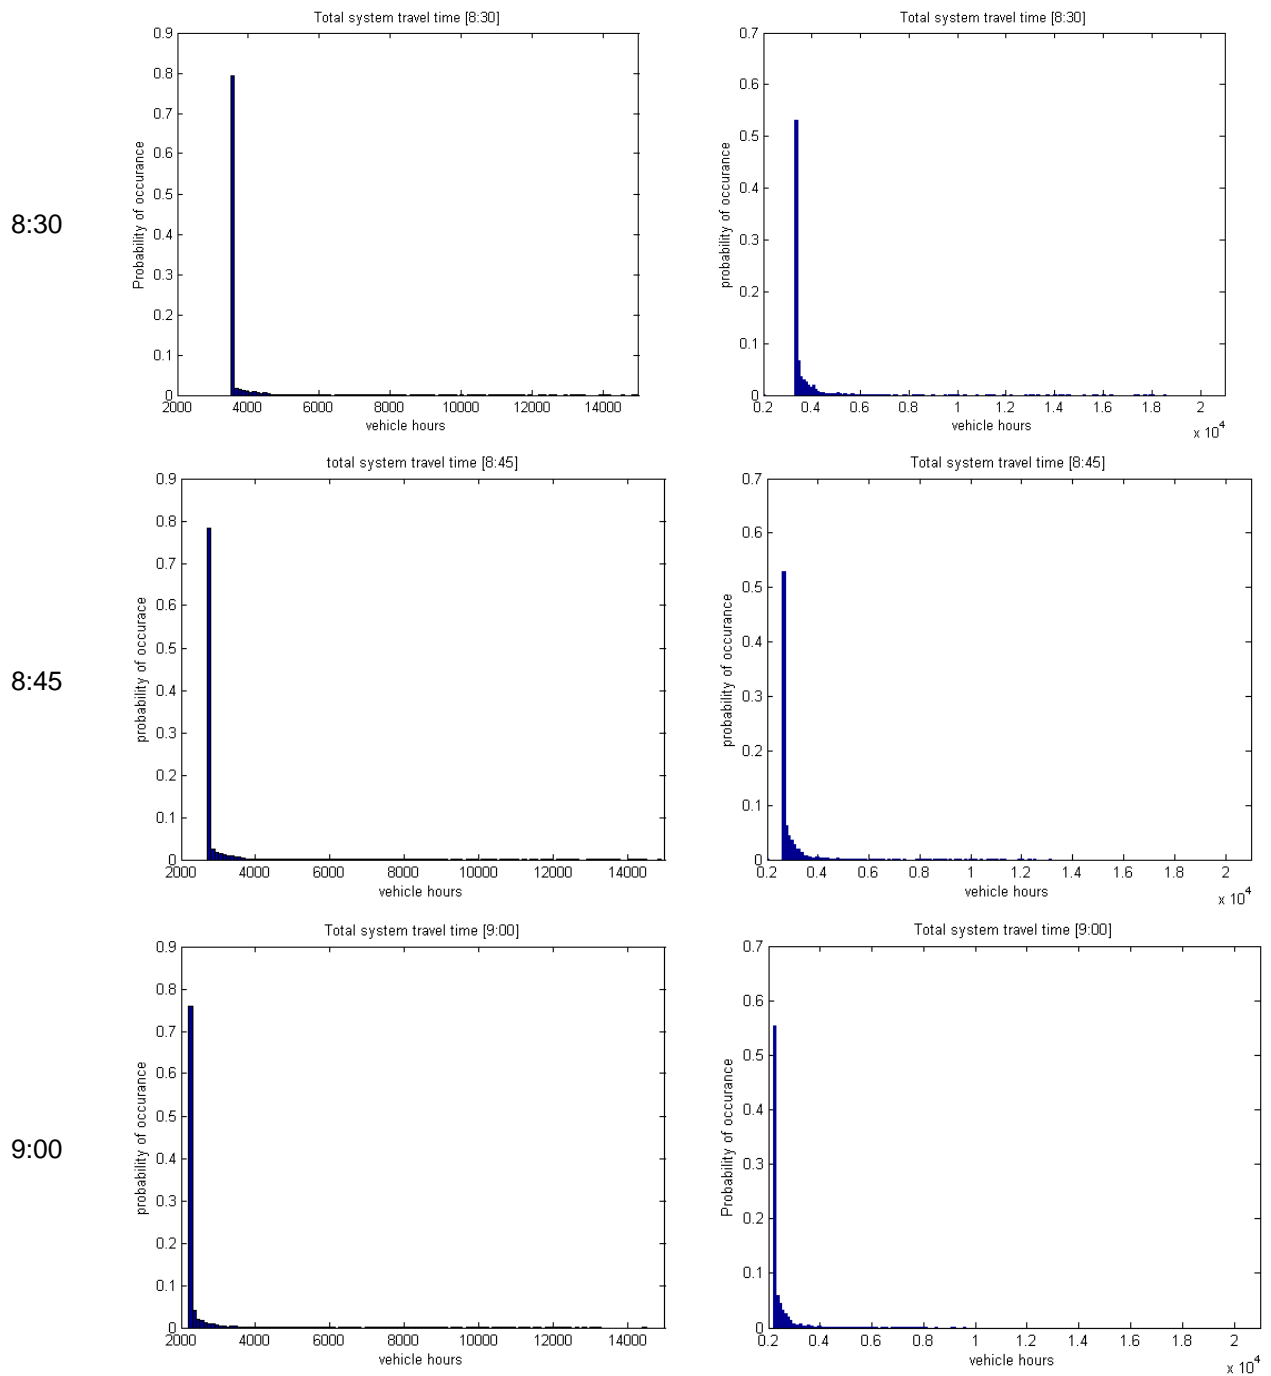 8:30
Total system travel time [8:30]
Probability of occurance
0.9
0.8
0.7
0.6
0.5
0.4
0.3
0.2
0.1
0
2000 4000 6000 8000 10000 12000 14000
vehicle hours
Total system travel time [8:30]
probability of occurance
0.7
0.6
0.5
0.4
0.3
0.2
0.1
0
0.2 0.4 0.6 0.8 1 1.2 1.4 1.6 1.8 2
vehicle hours
x 10^4
8:45
total system travel time [8:45]
probability of occurace
0.9
0.8
0.7
0.6
0.5
0.4
0.3
0.2
0.1
0
2000 4000 6000 8000 10000 12000 14000
vehicle hours
Total system travel time [8:45]
probability of occurance
0.7
0.6
0.5
0.4
0.3
0.2
0.1
0
0.2 0.4 0.6 0.8 1 1.2 1.4 1.6 1.8 2
vehicle hours
x 10^4
9:00
Total system travel time [9:00]
probability of occurance
0.9
0.8
0.7
0.6
0.5
0.4
0.3
0.2
0.1
0
2000 4000 6000 8000 10000 12000 14000
vehicle hours
Total system travel time [9:00]
Probability of occurance
0.7
0.6
0.5
0.4
0.3
0.2
0.1
0
0.2 0.4 0.6 0.8 1 1.2 1.4 1.6 1.8 2
vehicle hours
x 10^4